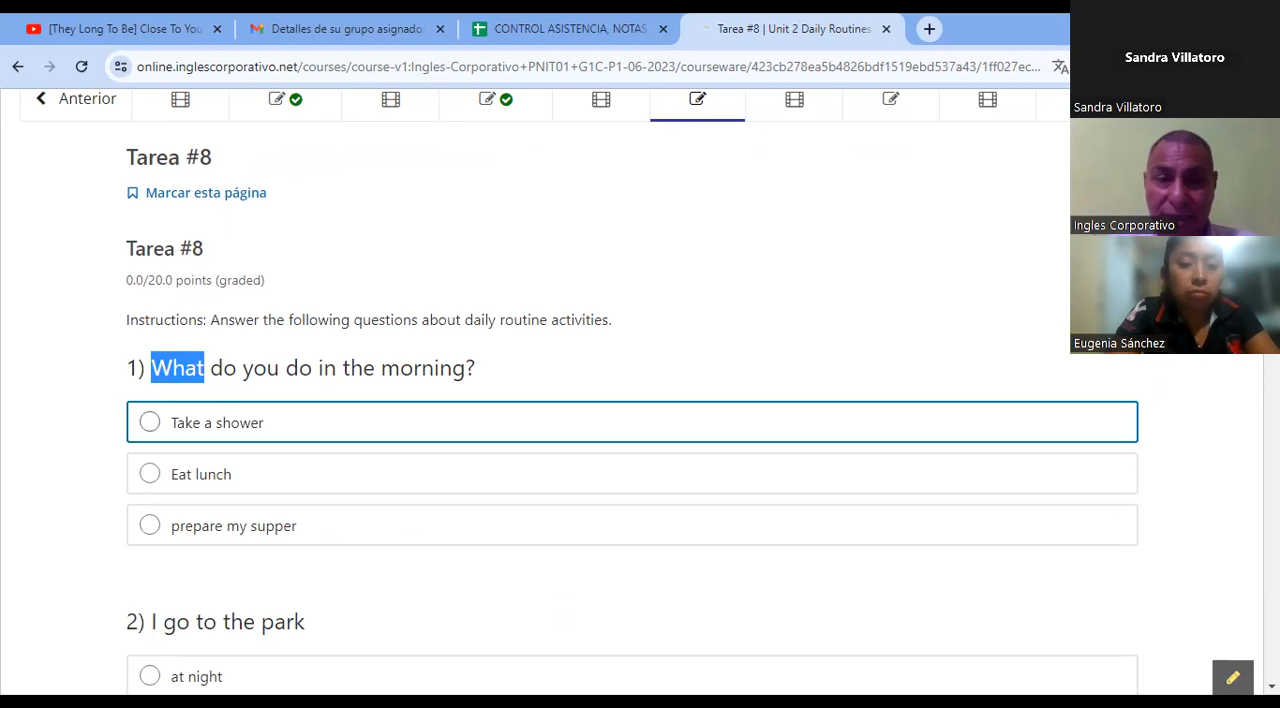 [They Long To Be] Close To You
Detalles de su grupo asignado
CONTROL ASISTENCIA, NOTAS
Tarea #8 | Unit 2 Daily Routines
online.inglescorporativo.net/courses/course-v1:Ingles-Corporativo+PNIT01+G1C-P1-06-2023/courseware/423cb278ea5b4826bdf1519ebd537a43/1ff027ec...
Anterior
Tarea #8
Marcar esta página
Tarea #8
0.0/20.0 points (graded)
Instructions: Answer the following questions about daily routine activities.
1) What do you do in the morning?
Take a shower
Eat lunch
prepare my supper
2) I go to the park
at night
Sandra Villatoro
Sandra Villatoro
Ingles Corporativo
Eugenia Sánchez